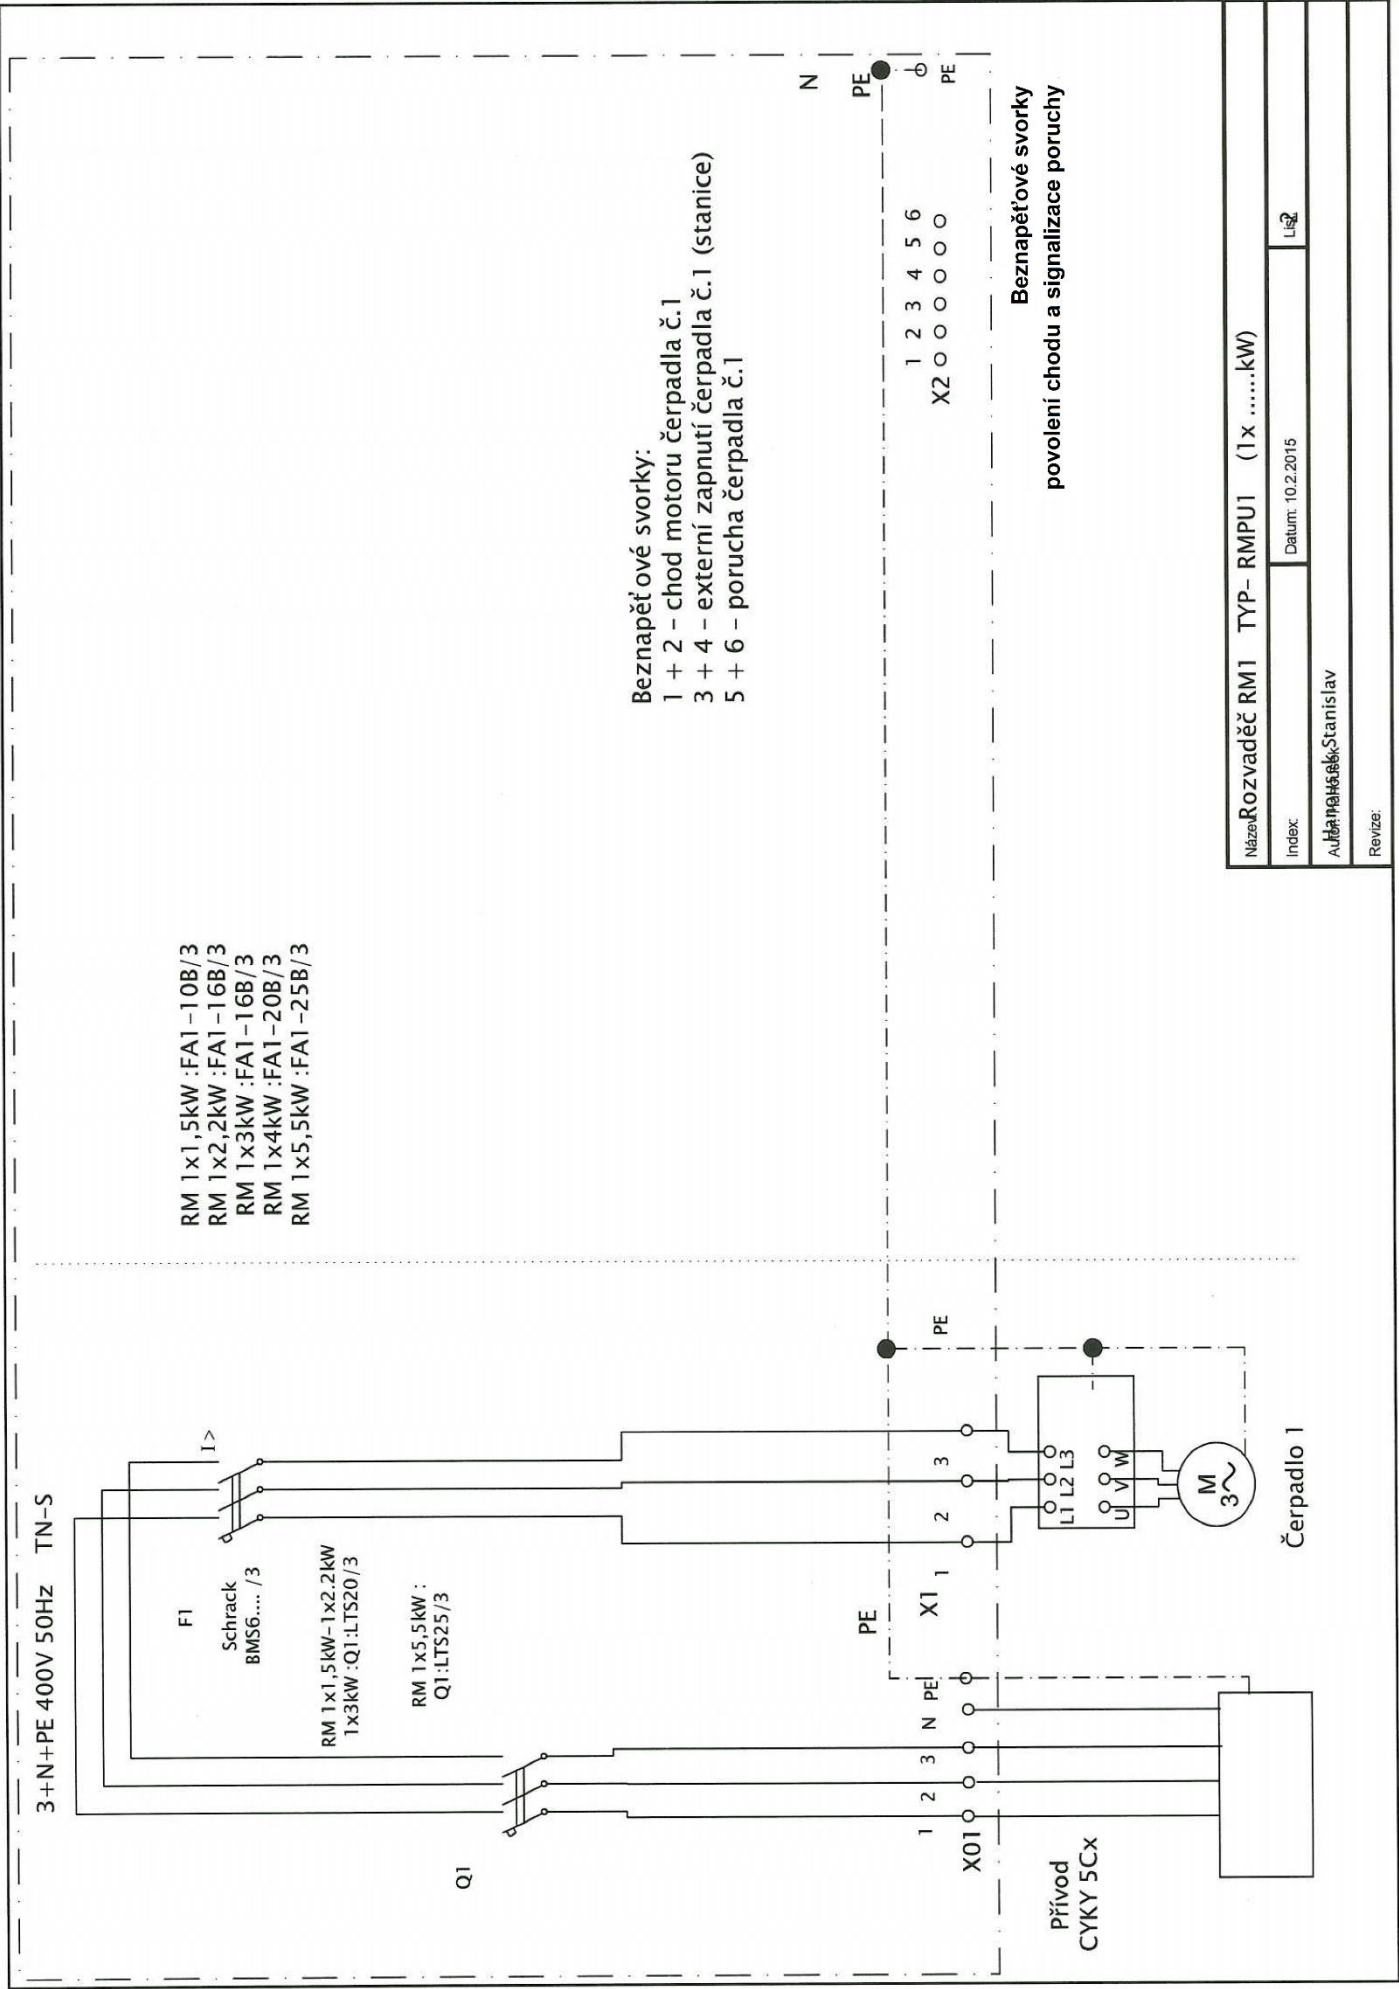 3+N+PE 400V 50Hz   TN-S
F1
I >
Schrack
BMS6.... /3
RM 1x1,5kW-1x2.2kW
1x3kW :Q1:LTS20/3
RM 1x5,5kW :
Q1:LTS25/3
Q1
RM 1x1,5kW :FA1-10B/3
RM 1x2,2kW :FA1-16B/3
RM 1x3kW :FA1-16B/3
RM 1x4kW :FA1-20B/3
RM 1x5,5kW :FA1-25B/3
Beznapěťové svorky:
1 + 2 - chod motoru čerpadla č.1
3 + 4 - externí zapnutí čerpadla č.1 (stanice)
5 + 6 - porucha čerpadla č.1
N
PE
PE
PE
X01
1 2 3 N PE
X1
1 2 3
PE
X2
1 2 3 4 5 6
Přívod
CYKY 5Cx
L1 L2 L3
U V W
M
3~
Čerpadlo 1
Beznapěťové svorky
povolení chodu a signalizace poruchy
Název: Rozvaděč RM1   TYP- RMPU1   (1x ......kW)
Index:
Datum: 10.2.2015
List: 2
Autor: Hanousek Stanislav
Revize: